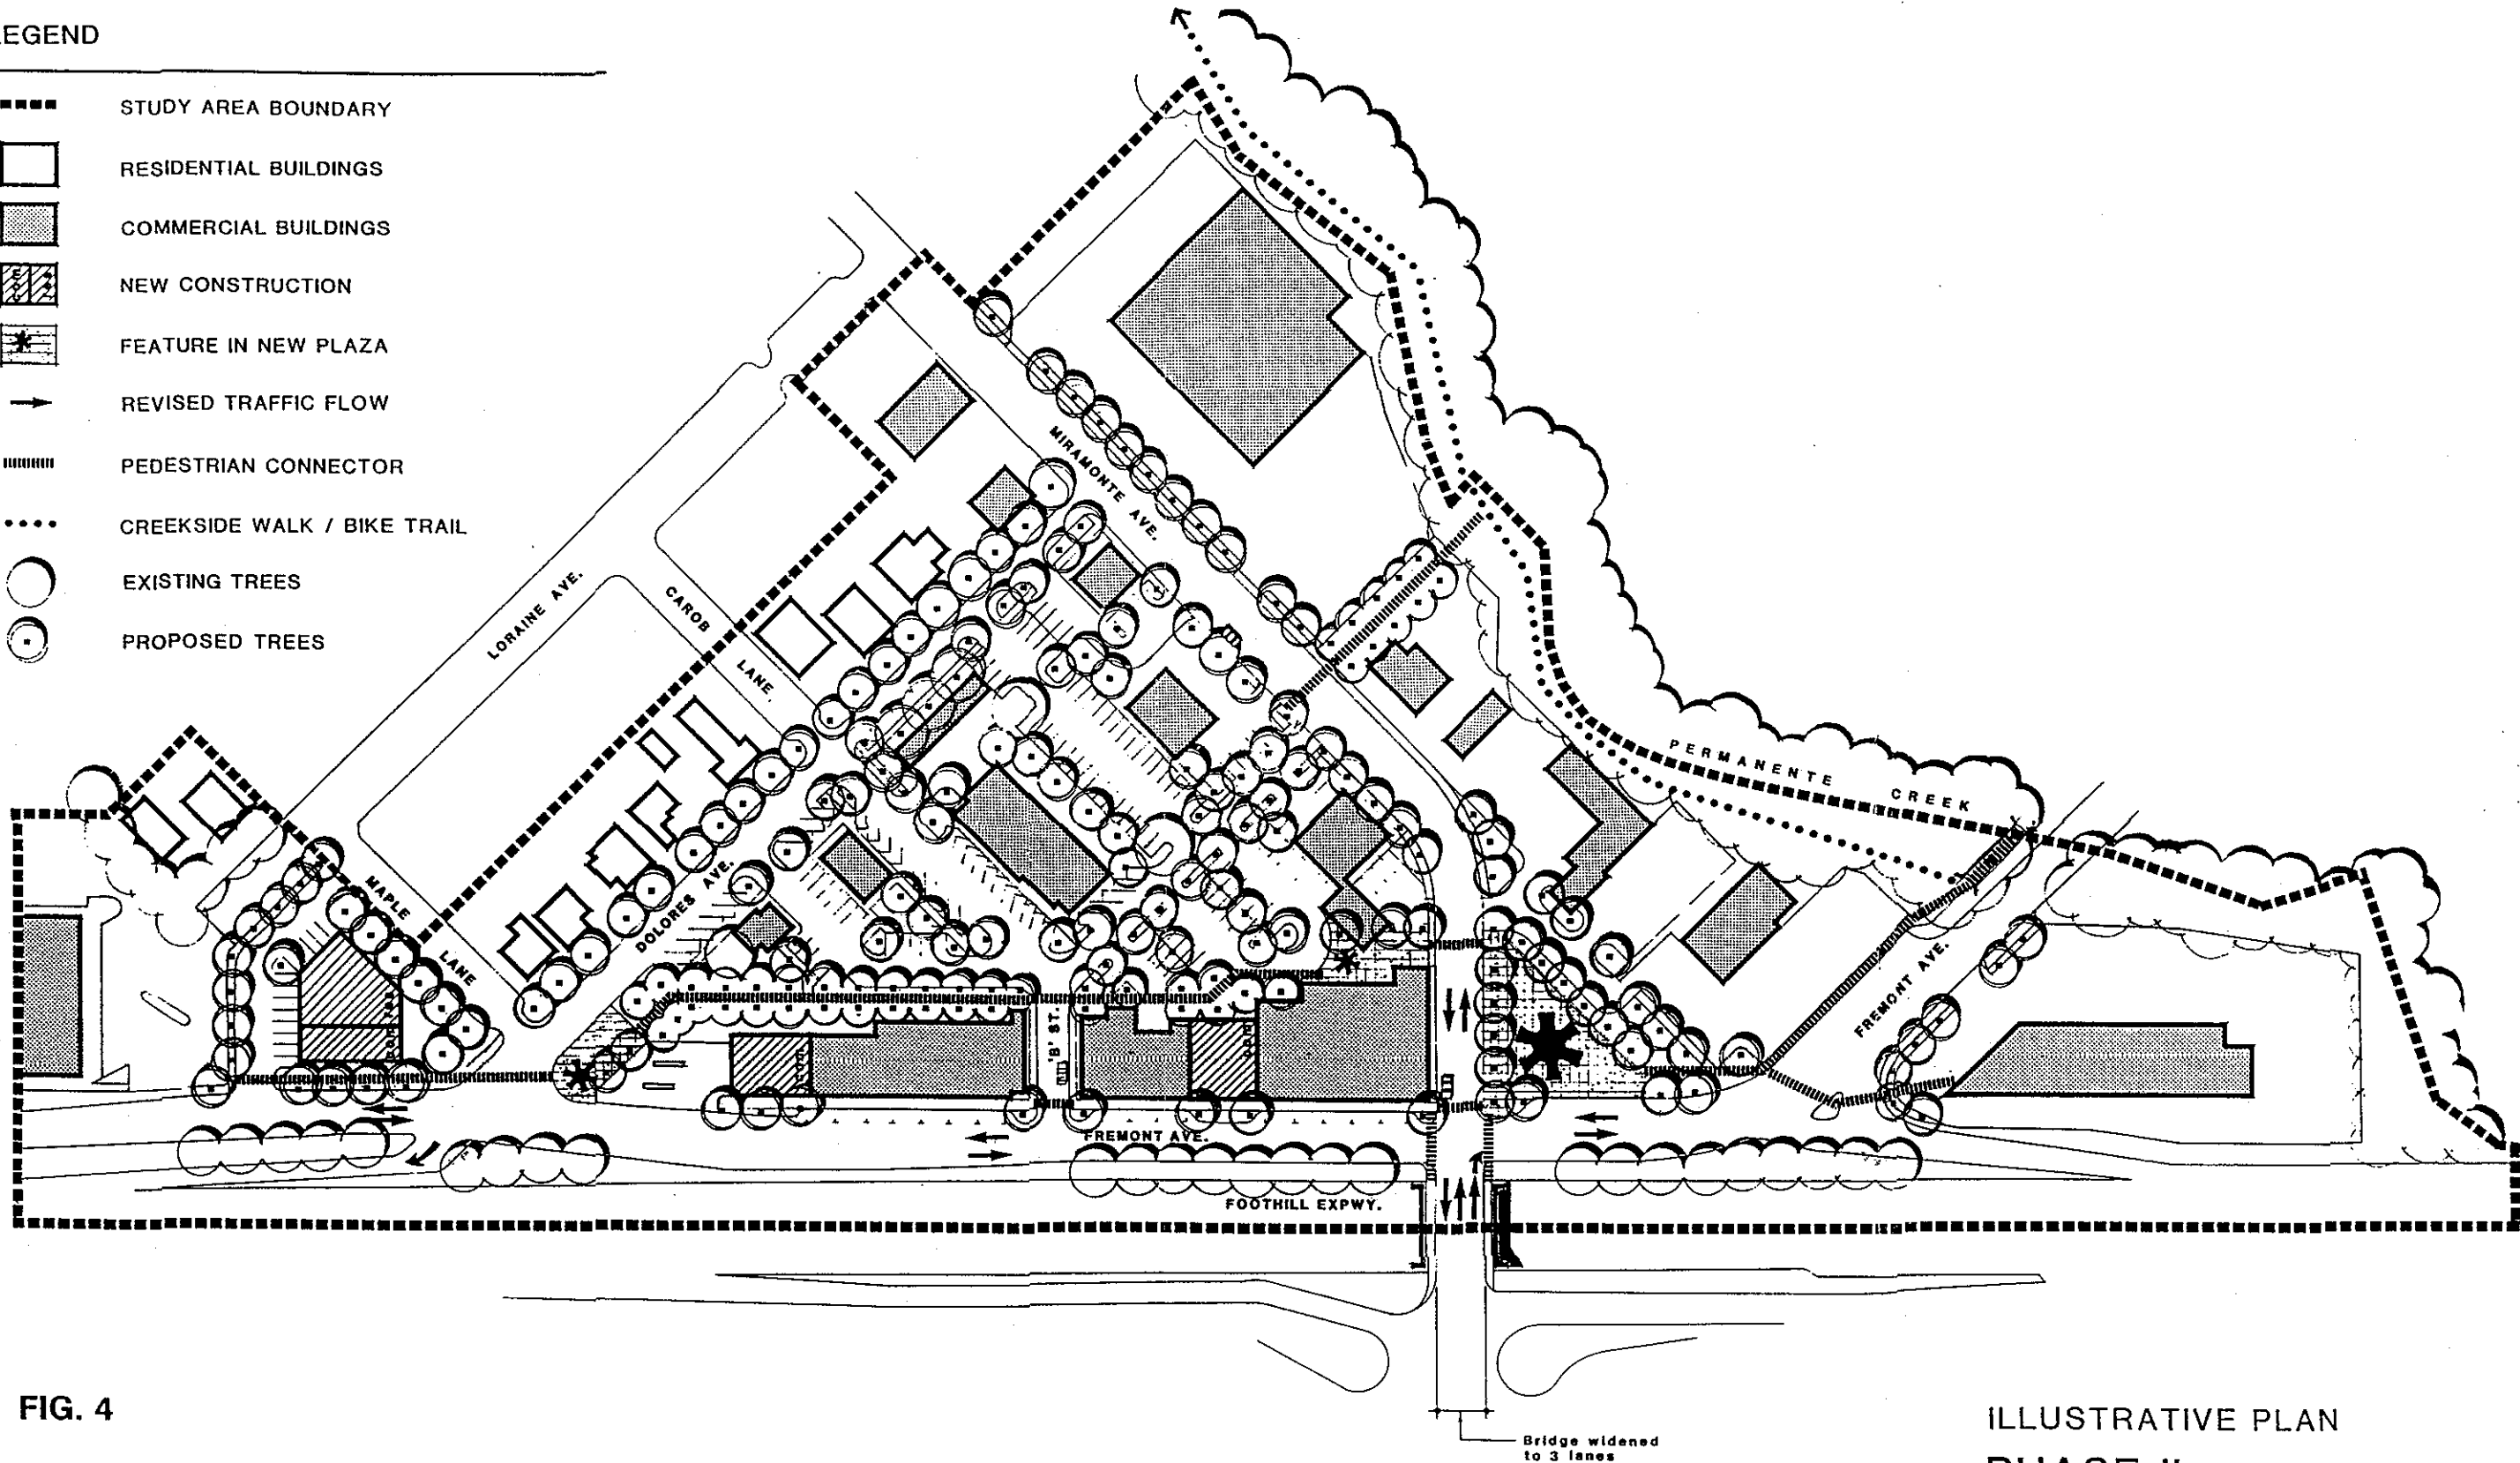 LEGEND
STUDY AREA BOUNDARY
RESIDENTIAL BUILDINGS
COMMERCIAL BUILDINGS
NEW CONSTRUCTION
FEATURE IN NEW PLAZA
REVISED TRAFFIC FLOW
PEDESTRIAN CONNECTOR
CREEKSIDE WALK / BIKE TRAIL
EXISTING TREES
PROPOSED TREES
MIRAMONTE AVE.
LORAINE AVE.
CAROB LANE
PERMANENTE CREEK
MAPLE LANE
DOLORES AVE.
'B' ST.
FREMONT AVE.
FREMONT AVE.
FOOTHILL EXPWY.
Bridge widened
to 3 lanes
FIG. 4
ILLUSTRATIVE PLAN